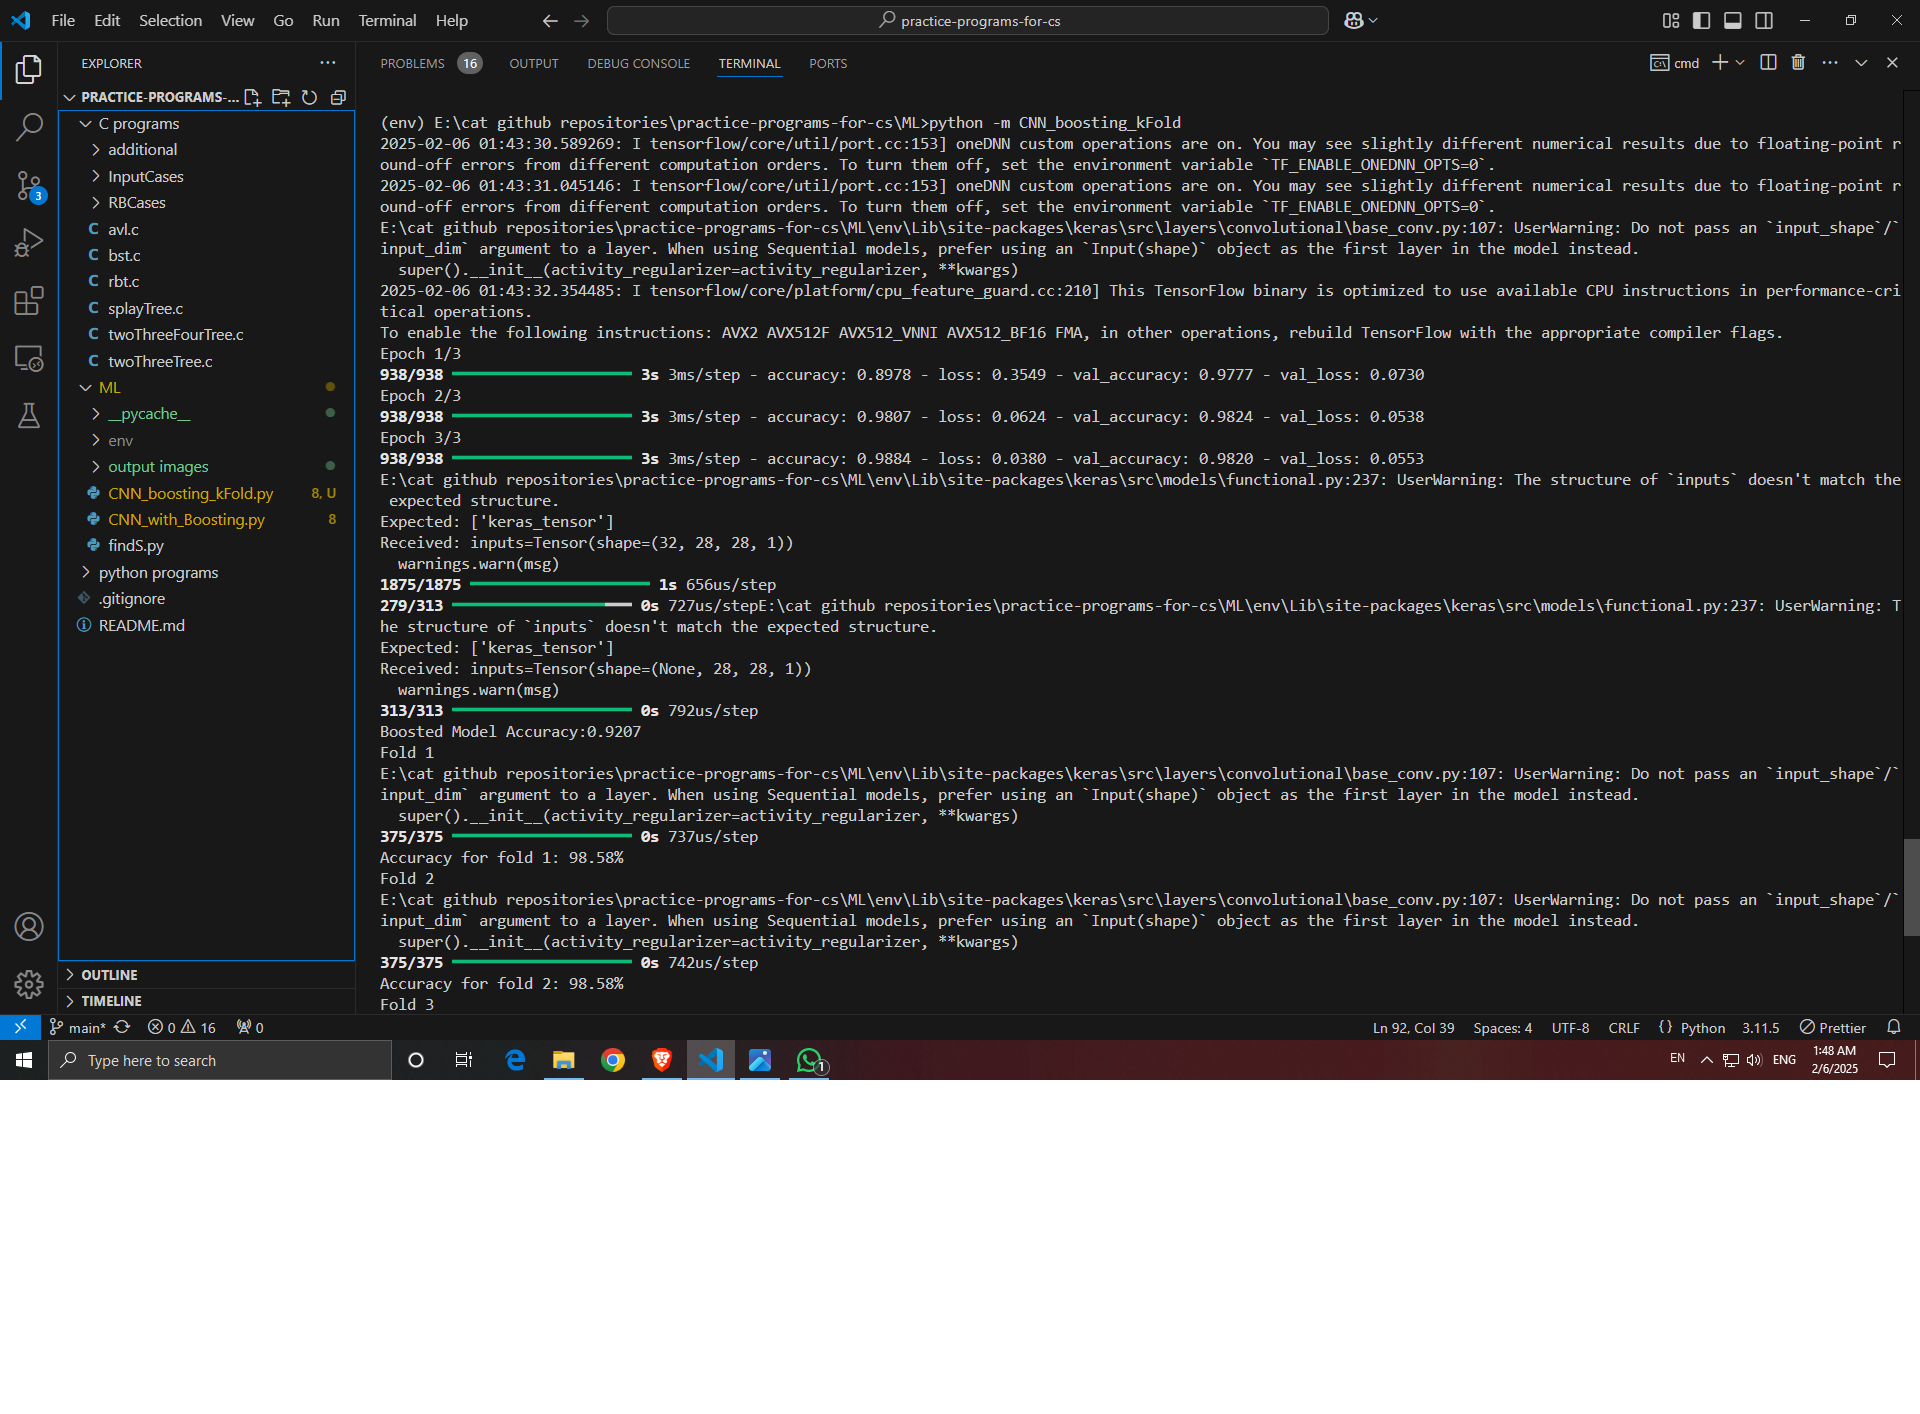 File Edit Selection View Go Run Terminal Help
practice-programs-for-cs
EXPLORER
PROBLEMS 16 OUTPUT DEBUG CONSOLE TERMINAL PORTS
cmd
PRACTICE-PROGRAMS-...
C programs
additional
InputCases
RBCases
C avl.c
C bst.c
C rbt.c
C splayTree.c
C twoThreeFourTree.c
C twoThreeTree.c
ML
__pycache__
env
output images
CNN_boosting_kFold.py 8, U
CNN_with_Boosting.py 8
findS.py
python programs
.gitignore
README.md
OUTLINE
TIMELINE
3
(env) E:\cat github repositories\practice-programs-for-cs\ML>python -m CNN_boosting_kFold
2025-02-06 01:43:30.589269: I tensorflow/core/util/port.cc:153] oneDNN custom operations are on. You may see slightly different numerical results due to floating-point r
ound-off errors from different computation orders. To turn them off, set the environment variable `TF_ENABLE_ONEDNN_OPTS=0`.
2025-02-06 01:43:31.045146: I tensorflow/core/util/port.cc:153] oneDNN custom operations are on. You may see slightly different numerical results due to floating-point r
ound-off errors from different computation orders. To turn them off, set the environment variable `TF_ENABLE_ONEDNN_OPTS=0`.
E:\cat github repositories\practice-programs-for-cs\ML\env\Lib\site-packages\keras\src\layers\convolutional\base_conv.py:107: UserWarning: Do not pass an `input_shape`/`
input_dim` argument to a layer. When using Sequential models, prefer using an `Input(shape)` object as the first layer in the model instead.
super().__init__(activity_regularizer=activity_regularizer, **kwargs)
2025-02-06 01:43:32.354485: I tensorflow/core/platform/cpu_feature_guard.cc:210] This TensorFlow binary is optimized to use available CPU instructions in performance-cri
tical operations.
To enable the following instructions: AVX2 AVX512F AVX512_VNNI AVX512_BF16 FMA, in other operations, rebuild TensorFlow with the appropriate compiler flags.
Epoch 1/3
938/938 3s 3ms/step - accuracy: 0.8978 - loss: 0.3549 - val_accuracy: 0.9777 - val_loss: 0.0730
Epoch 2/3
938/938 3s 3ms/step - accuracy: 0.9807 - loss: 0.0624 - val_accuracy: 0.9824 - val_loss: 0.0538
Epoch 3/3
938/938 3s 3ms/step - accuracy: 0.9884 - loss: 0.0380 - val_accuracy: 0.9820 - val_loss: 0.0553
E:\cat github repositories\practice-programs-for-cs\ML\env\Lib\site-packages\keras\src\models\functional.py:237: UserWarning: The structure of `inputs` doesn't match the
expected structure.
Expected: ['keras_tensor']
Received: inputs=Tensor(shape=(32, 28, 28, 1))
warnings.warn(msg)
1875/1875 1s 656us/step
279/313 0s 727us/stepE:\cat github repositories\practice-programs-for-cs\ML\env\Lib\site-packages\keras\src\models\functional.py:237: UserWarning: T
he structure of `inputs` doesn't match the expected structure.
Expected: ['keras_tensor']
Received: inputs=Tensor(shape=(None, 28, 28, 1))
warnings.warn(msg)
313/313 0s 792us/step
Boosted Model Accuracy:0.9207
Fold 1
E:\cat github repositories\practice-programs-for-cs\ML\env\Lib\site-packages\keras\src\layers\convolutional\base_conv.py:107: UserWarning: Do not pass an `input_shape`/`
input_dim` argument to a layer. When using Sequential models, prefer using an `Input(shape)` object as the first layer in the model instead.
super().__init__(activity_regularizer=activity_regularizer, **kwargs)
375/375 0s 737us/step
Accuracy for fold 1: 98.58%
Fold 2
E:\cat github repositories\practice-programs-for-cs\ML\env\Lib\site-packages\keras\src\layers\convolutional\base_conv.py:107: UserWarning: Do not pass an `input_shape`/`
input_dim` argument to a layer. When using Sequential models, prefer using an `Input(shape)` object as the first layer in the model instead.
super().__init__(activity_regularizer=activity_regularizer, **kwargs)
375/375 0s 742us/step
Accuracy for fold 2: 98.58%
Fold 3
main* 0 16 0 Ln 92, Col 39 Spaces: 4 UTF-8 CRLF {} Python 3.11.5 Prettier
Type here to search
1
EN ENG
1:48 AM
2/6/2025